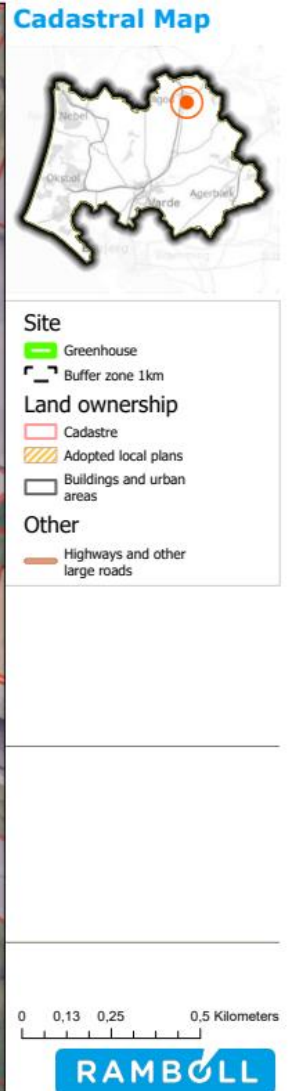 Cadastral Map
Nebel
Oksbøl
Varde
Agerbæk
Site
Greenhouse
Buffer zone 1km
Land ownership
Cadastre
Adopted local plans
Buildings and urban
areas
Other
Highways and other
large roads
0 0,13 0,25 0,5 Kilometers
RAMBOLL